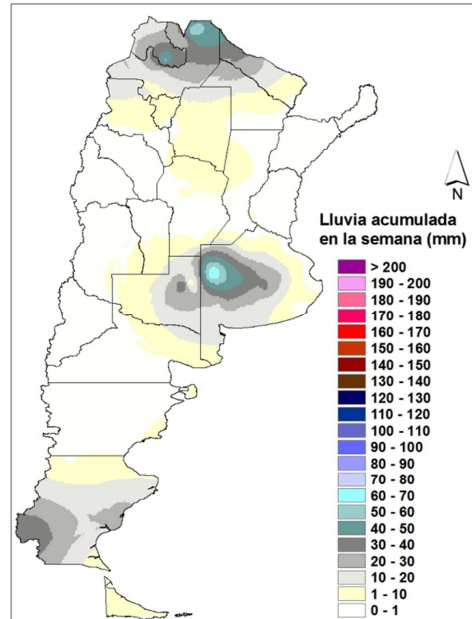 N
Lluvia acumulada
en la semana (mm)
> 200
190 - 200
180 - 190
170 - 180
160 - 170
150 - 160
140 - 150
130 - 140
120 - 130
110 - 120
100 - 110
90 - 100
80 - 90
70 - 80
60 - 70
50 - 60
40 - 50
30 - 40
20 - 30
10 - 20
1 - 10
0 - 1